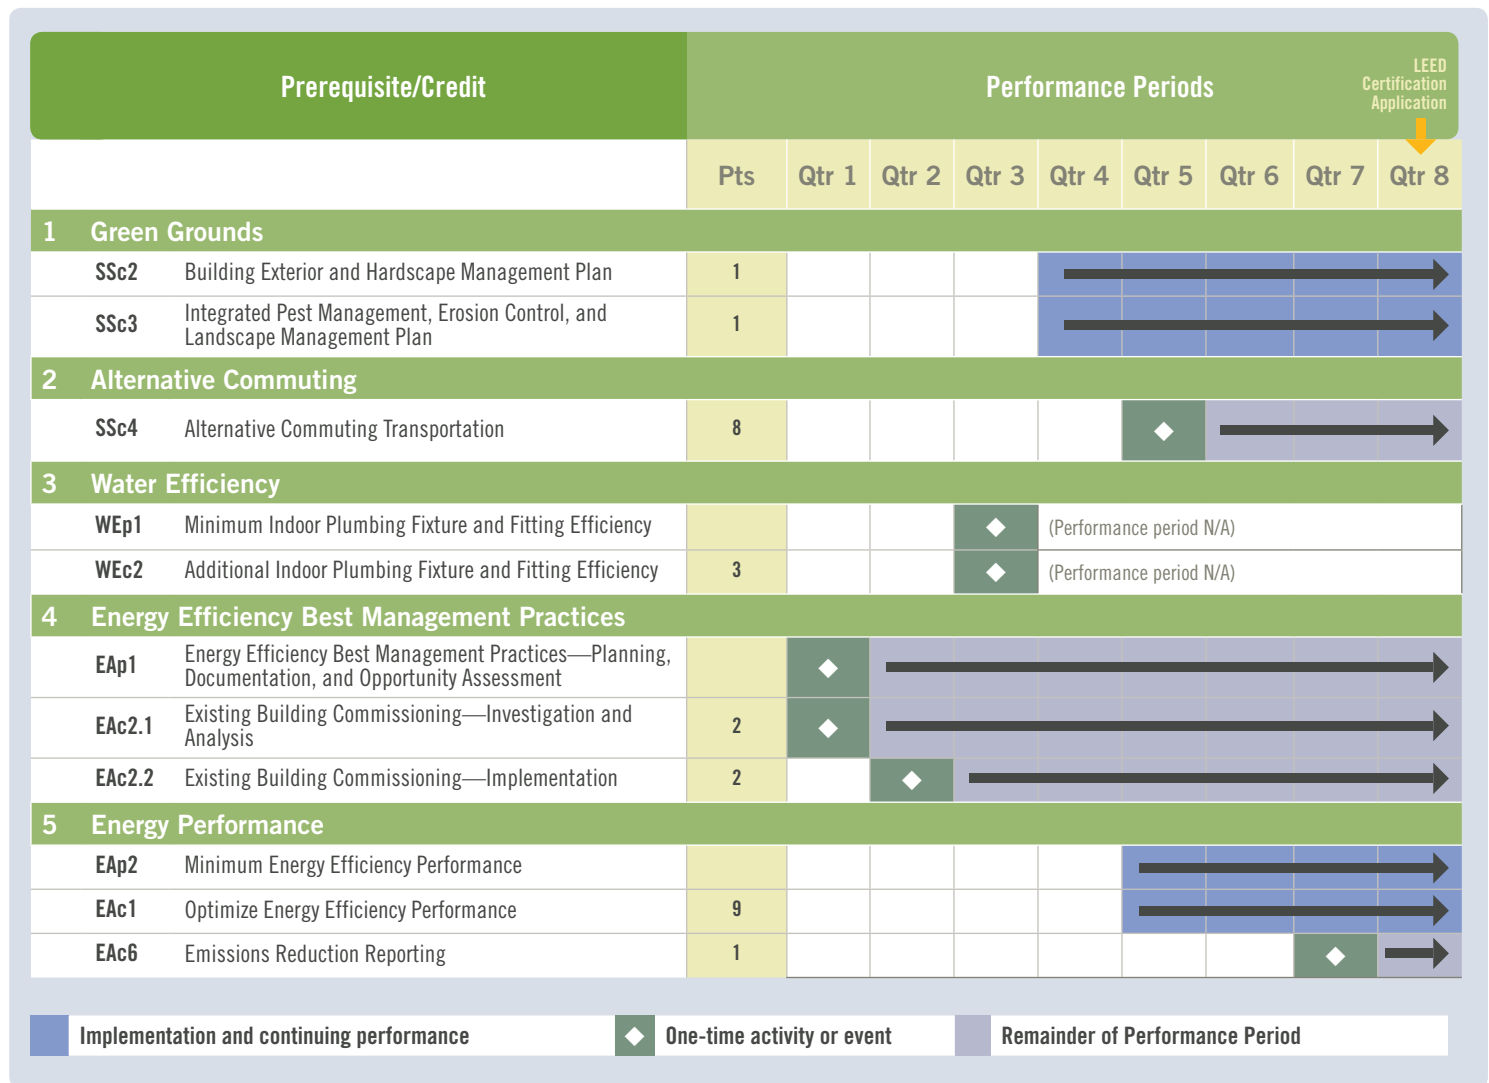 Prerequisite/Credit
Performance Periods
LEED
Certification
Application
Pts Qtr 1 Qtr 2 Qtr 3 Qtr 4 Qtr 5 Qtr 6 Qtr 7 Qtr 8
1 Green Grounds
SSc2 Building Exterior and Hardscape Management Plan 1
SSc3 Integrated Pest Management, Erosion Control, and
Landscape Management Plan 1
2 Alternative Commuting
SSc4 Alternative Commuting Transportation 8
3 Water Efficiency
WEp1 Minimum Indoor Plumbing Fixture and Fitting Efficiency (Performance period N/A)
WEc2 Additional Indoor Plumbing Fixture and Fitting Efficiency 3 (Performance period N/A)
4 Energy Efficiency Best Management Practices
EAp1 Energy Efficiency Best Management Practices—Planning,
Documentation, and Opportunity Assessment
EAc2.1 Existing Building Commissioning—Investigation and
Analysis 2
EAc2.2 Existing Building Commissioning—Implementation 2
5 Energy Performance
EAp2 Minimum Energy Efficiency Performance
EAc1 Optimize Energy Efficiency Performance 9
EAc6 Emissions Reduction Reporting 1
Implementation and continuing performance
One-time activity or event
Remainder of Performance Period